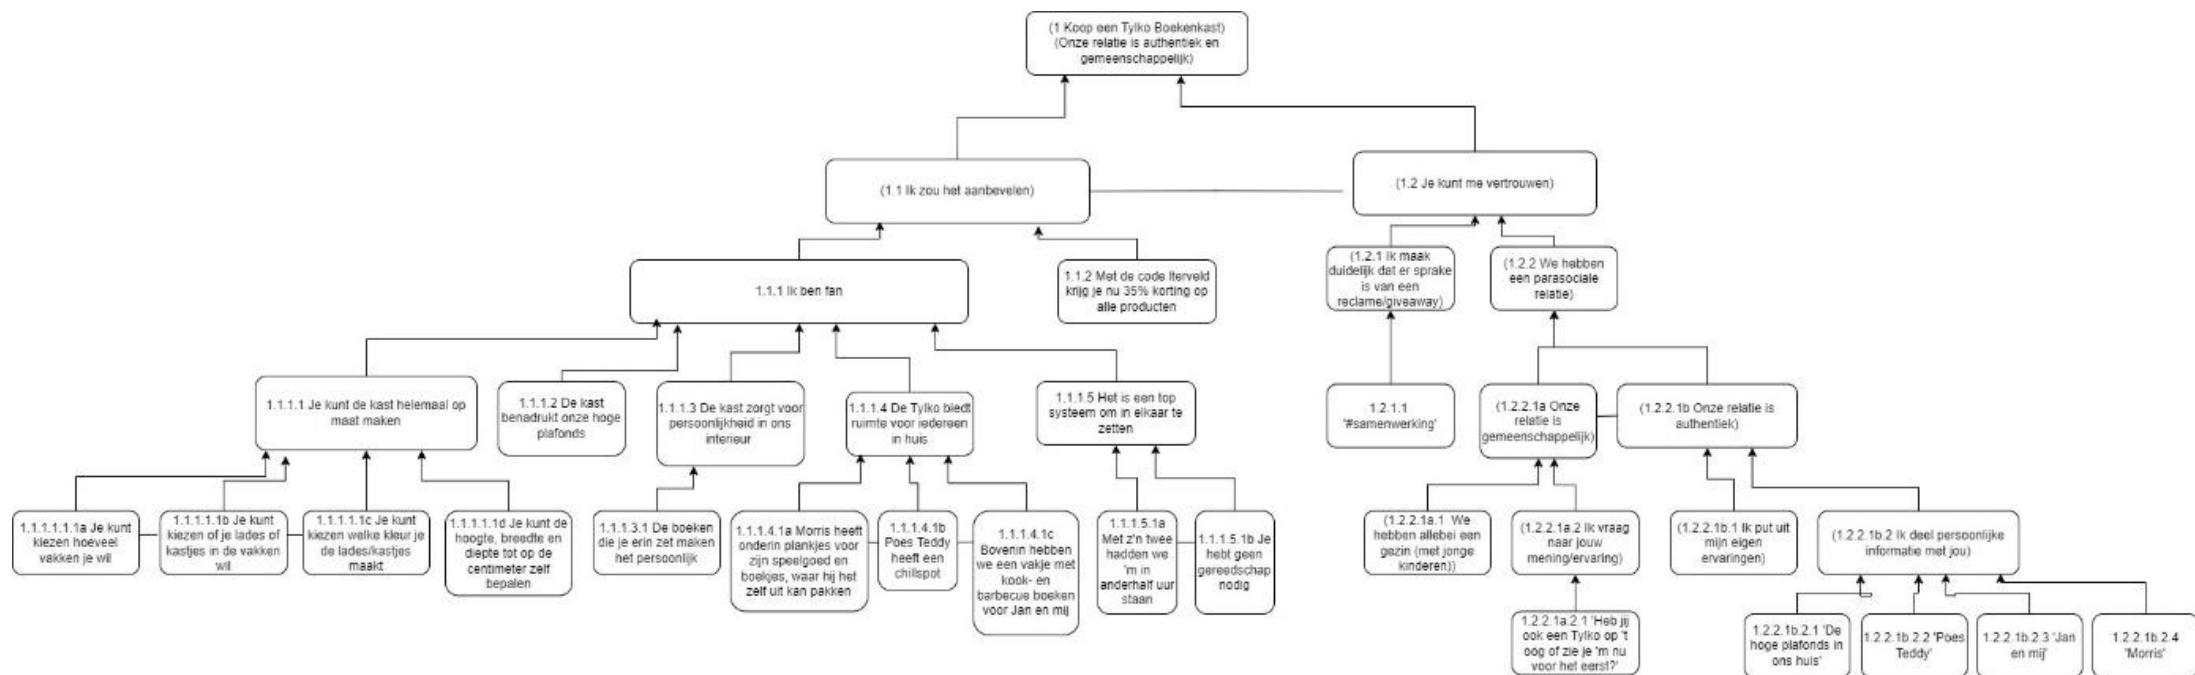 (1 Koop een Tylko Boekenkast)
(Onze relatie is authentiek en
gemeenschappelijk)
(1.1 Ik zou het aanbevelen)
(1.2 Je kunt me vertrouwen)
1.1.1 Ik ben fan
1.1.2 Met de code Iterveld
krijg je nu 35% korting op
alle producten
(1.2.1 Ik maak
duidelijk dat er sprake
is van een
reclame/giveaway)
(1.2.2 We hebben
een parasociale
relatie)
1.1.1.1 Je kunt de kast helemaal op
maat maken
1.1.1.2 De kast
benadrukt onze hoge
plafonds
1.1.1.3 De kast zorgt voor
persoonlijkheid in ons
interieur
1.1.1.4 De Tylko biedt
ruimte voor iedereen
in huis
1.1.1.5 Het is een top
systeem om in elkaar te
zetten
1.2.1.1
'#samenwerking'
(1.2.2.1a Onze
relatie is
gemeenschappelijk)
(1.2.2.1b Onze relatie is
authentiek)
1.1.1.1.1.1a Je kunt
kiezen hoeveel
vakken je wil
1.1.1.1.1b Je kunt
kiezen of je lades of
kastjes in de vakken
wil
1.1.1.1.1c Je kunt
kiezen welke kleur je
de lades/kastjes
maakt
1.1.1.1.1d Je kunt de
hoogte, breedte en
diepte tot op de
centimeter zelf
bepalen
1.1.1.3.1 De boeken
die je erin zet maken
het persoonlijk
1.1.1.4.1a Morris heeft
onderin plankjes voor
zijn speelgoed en
boekjes, waar hij het
zelf uit kan pakken
1.1.1.4.1b
Poes Teddy
heeft een
chillspot
1.1.1.4.1c
Bovenin hebben
we een vakje met
kook- en
barbecue boeken
voor Jan en mij
1.1.1.5.1a
Met z'n twee
hadden we
'm in
anderhalf uur
staan
1.1.1.5.1b Je
hebt geen
gereedschap
nodig
(1.2.2.1a.1 We
hebben allebei een
gezin (met jonge
kinderen))
(1.2.2.1a.2 Ik vraag
naar jouw
mening/ervaring)
(1.2.2.1b.1 Ik put uit
mijn eigen
ervaringen)
(1.2.2.1b.2 Ik deel persoonlijke
informatie met jou)
1.2.2.1a.2.1 'Heb jij
ook een Tylko op 't
oog of zie je 'm nu
voor het eerst?'
1.2.2.1b.2.1 'De
hoge plafonds in
ons huis'
1.2.2.1b.2.2 'Poes
Teddy'
1.2.2.1b.2.3 'Jan
en mij'
1.2.2.1b.2.4
'Morris'